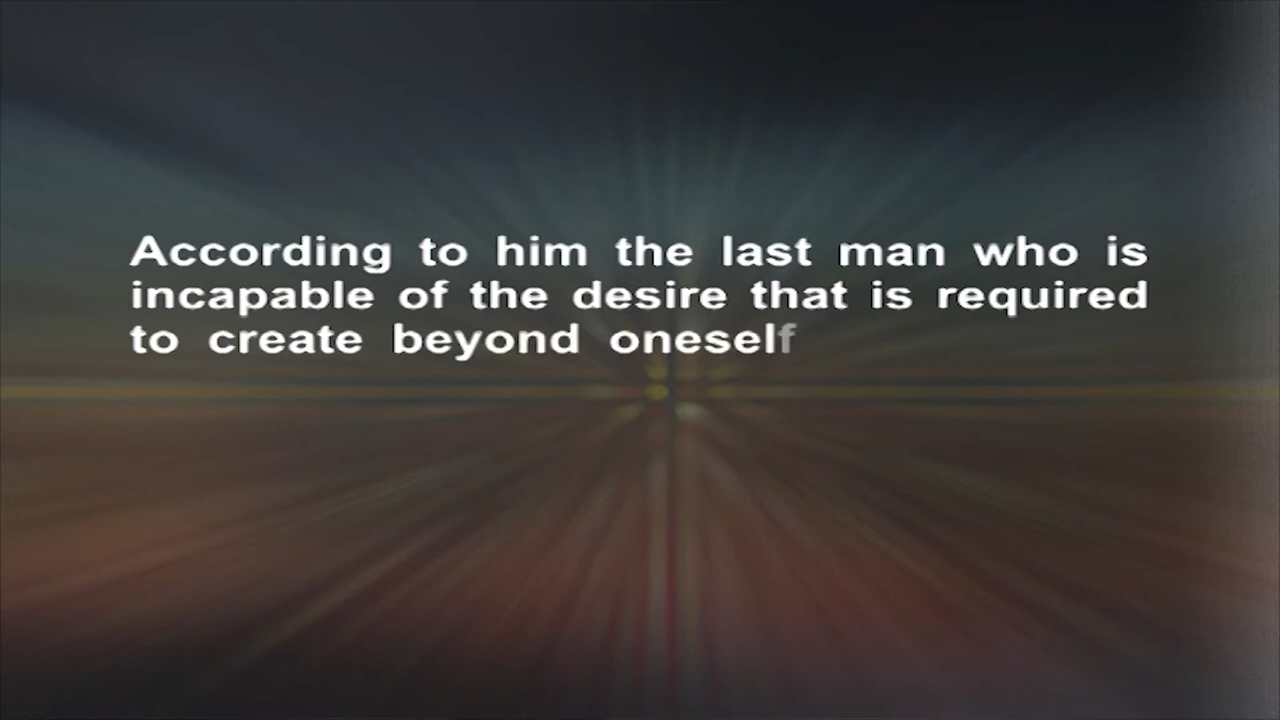 According to him the last man who is
incapable of the desire that is required
to create beyond oneself